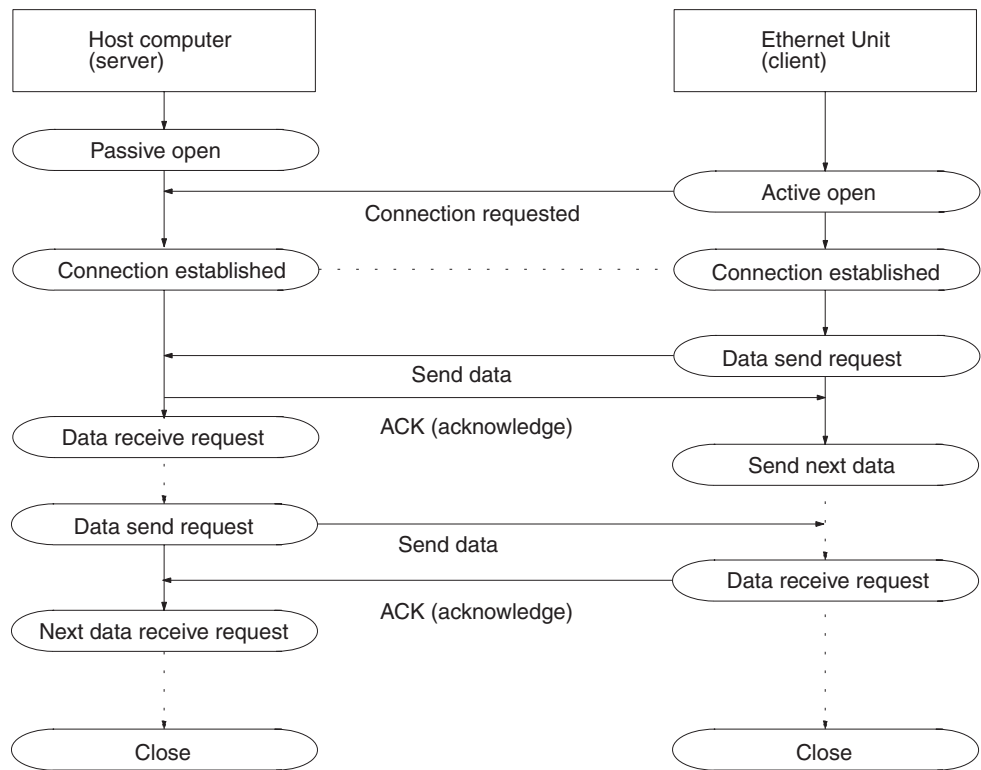 Host computer
(server)
Ethernet Unit
(client)
Passive open
Active open
Connection requested
Connection established
Connection established
Data send request
Send data
ACK (acknowledge)
Data receive request
Send next data
Data send request
Send data
Data receive request
ACK (acknowledge)
Next data receive request
Close
Close